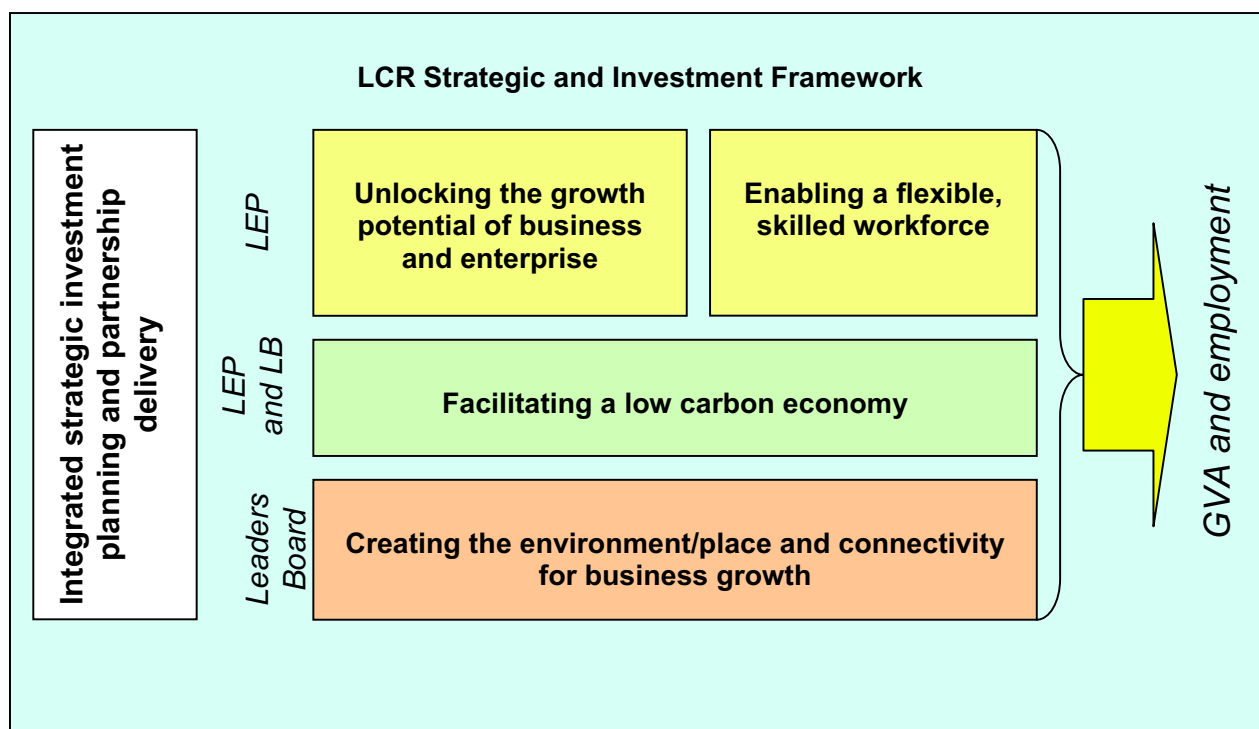 LCR Strategic and Investment Framework
Integrated strategic investment
planning and partnership
delivery
LEP
Unlocking the growth
potential of business
and enterprise
Enabling a flexible,
skilled workforce
LEP
and LB
Facilitating a low carbon economy
Leaders
Board
Creating the environment/place and connectivity
for business growth
GVA and employment